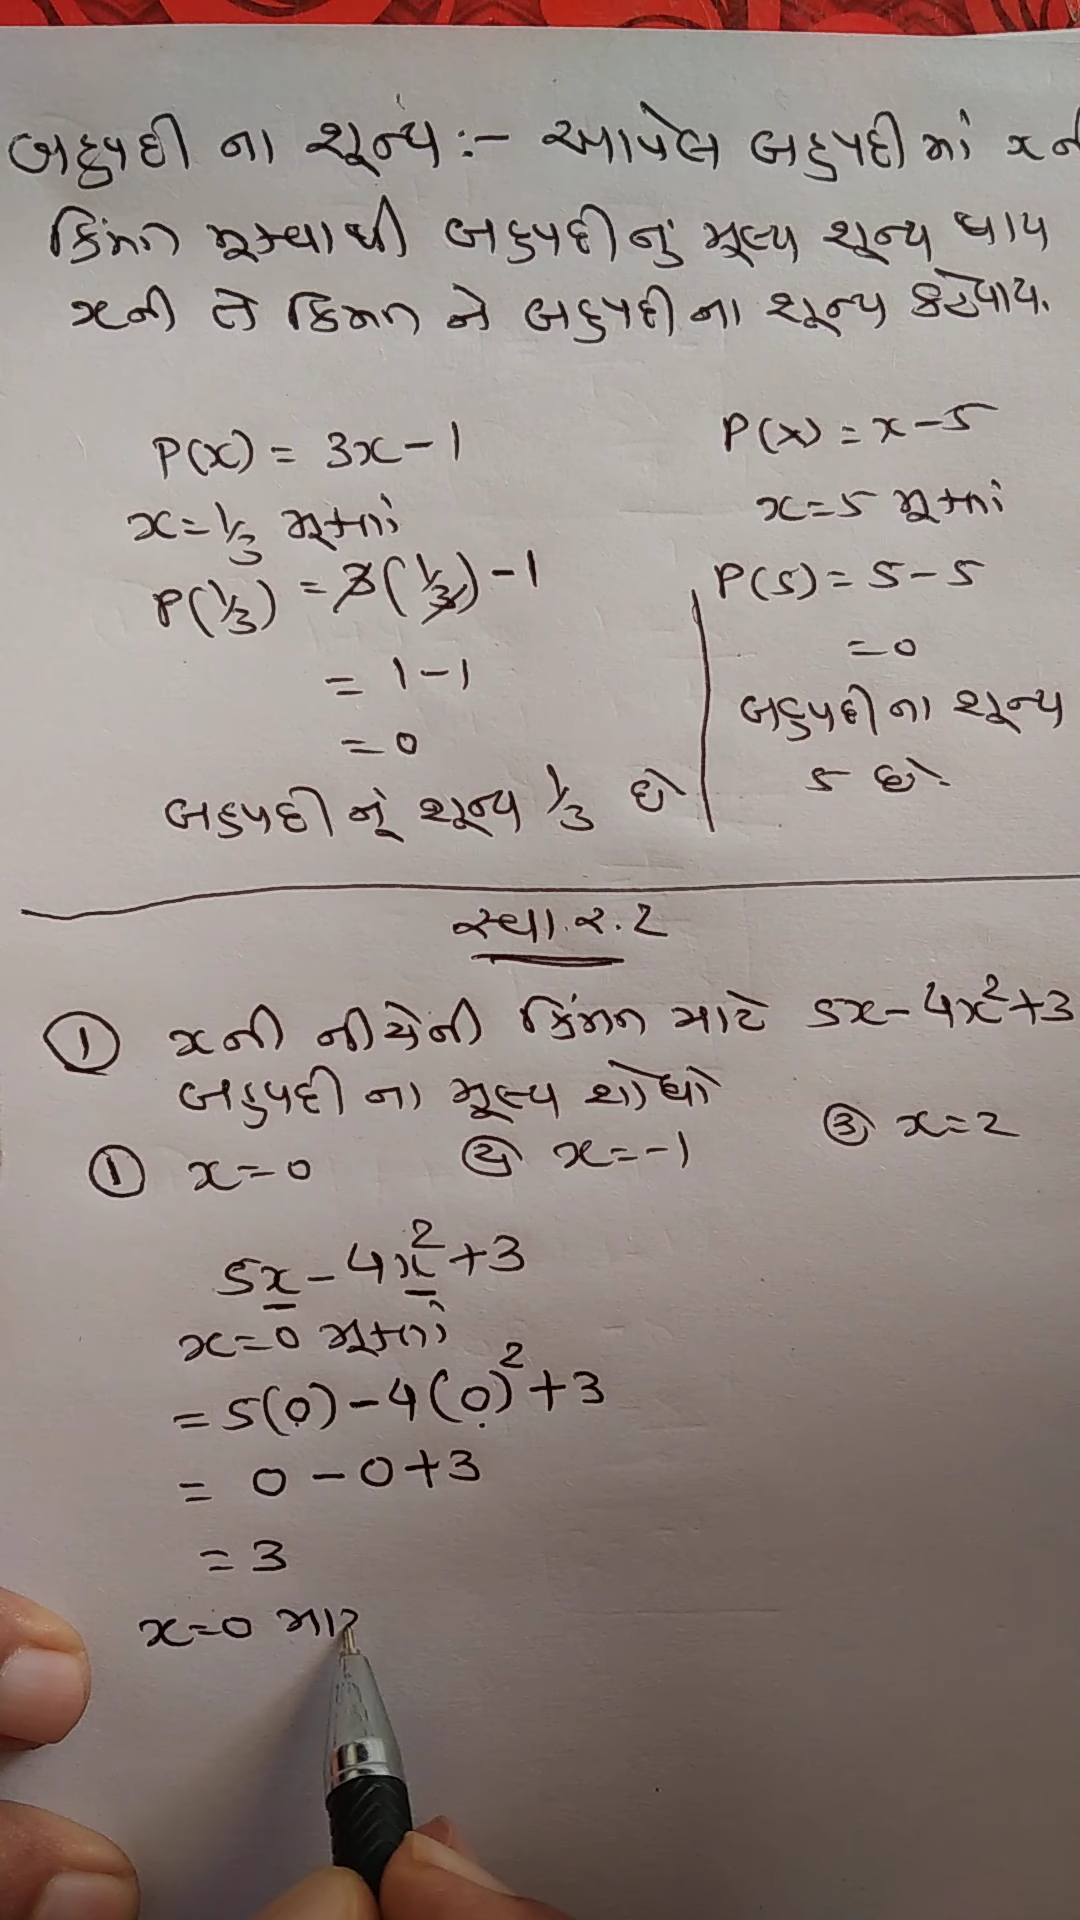 બહુપદી ના શૂન્ય :- આપેલ બહુપદી માં x ની
કિંમત મૂકવાથી બહુપદીનું મૂલ્ય શૂન્ય થાય
xની તે કિંમત ને બહુપદીના શૂન્ય કહેવાય.
P(x) = 3x - 1
x = 1/3 મૂકતાં
P(1/3) = 3(1/3) - 1
= 1 - 1
= 0
બહુપદી નું શૂન્ય 1/3 છે
P(x) = x - 5
x = 5 મૂકતાં
P(5) = 5 - 5
= 0
બહુપદી ના શૂન્ય
5 છે.
સ્વા. ૨.2
① xની નીચેની કિંમત માટે 5x - 4x² + 3
બહુપદી ના મૂલ્ય શોધો
① x = 0 ② x = -1 ③ x = 2
5x - 4x² + 3
x = 0 મૂકતાં
= 5(0) - 4(0)² + 3
= 0 - 0 + 3
= 3
x = 0 માટ